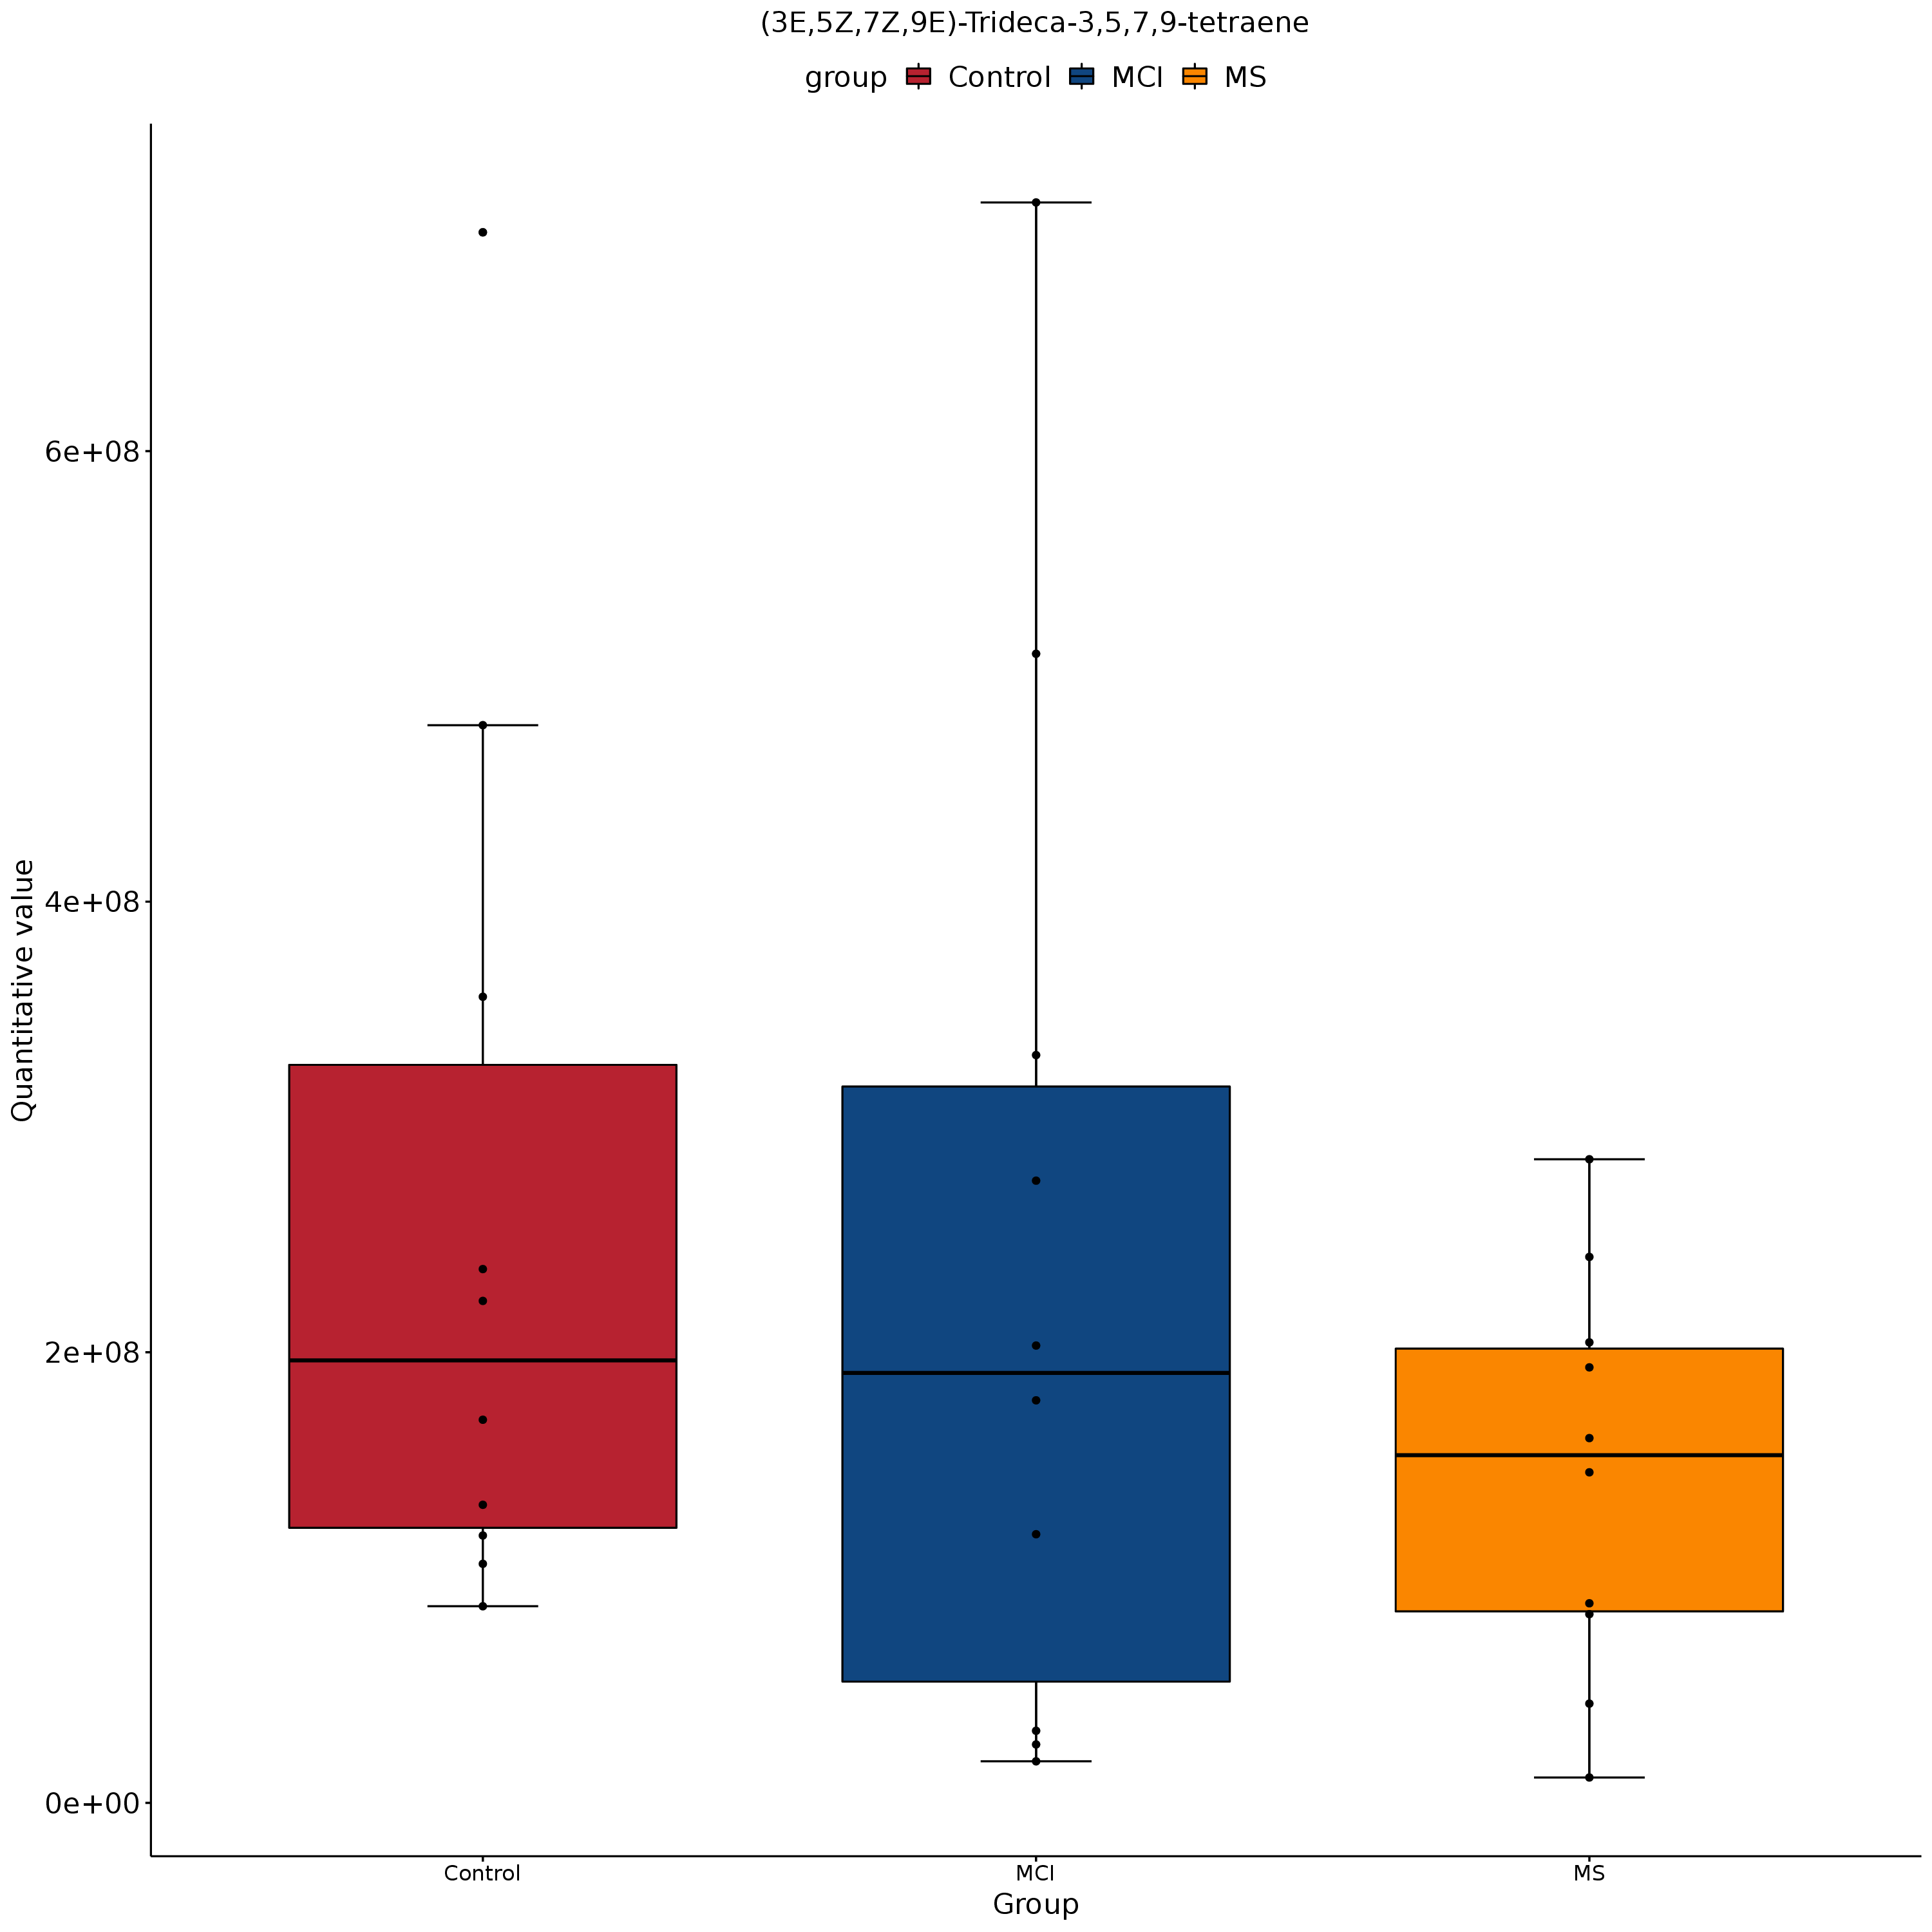 (3E,5Z,7Z,9E)-Trideca-3,5,7,9-tetraene
group Control MCI MS
6e+08
4e+08
2e+08
0e+00
Quantitative value
Control MCI MS
Group